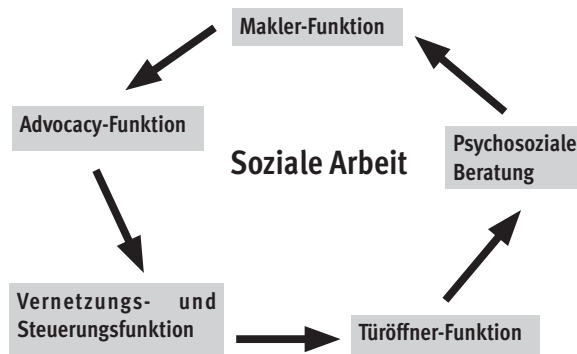 Makler-Funktion
Advocacy-Funktion
Soziale Arbeit
Psychosoziale
Beratung
Vernetzungs- und
Steuerungsfunktion
Türöffner-Funktion